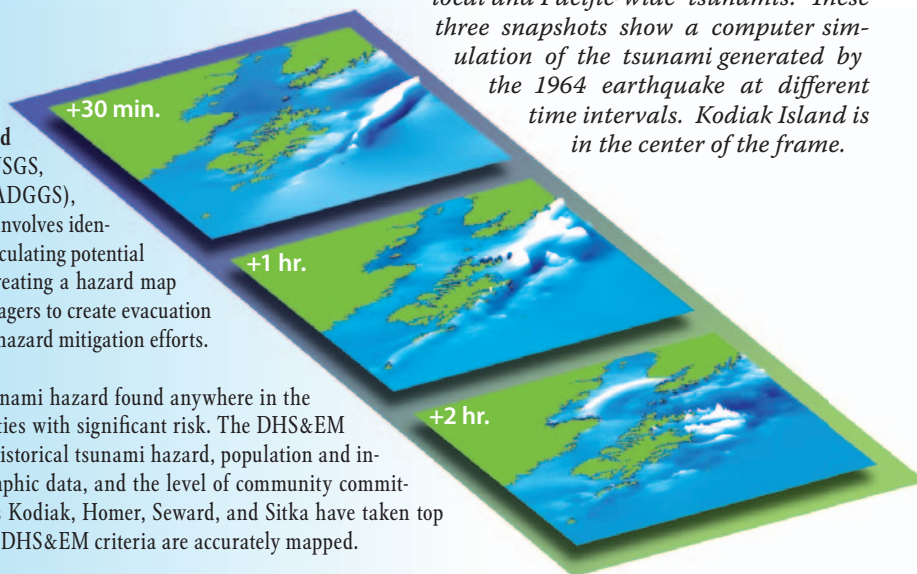 local and Pacific-wide tsunamis. These
three snapshots show a computer sim-
ulation of the tsunami generated by
the 1964 earthquake at different
time intervals. Kodiak Island is
in the center of the frame.
+30 min.
+1 hr.
+2 hr.
d
SGS,
ADGGS),
nvolves iden-
culating potential
reating a hazard map
agers to create evacuation
hazard mitigation efforts.
nami hazard found anywhere in the
ties with significant risk. The DHS&EM
istorical tsunami hazard, population and in-
aphic data, and the level of community commit-
s Kodiak, Homer, Seward, and Sitka have taken top
DHS&EM criteria are accurately mapped.